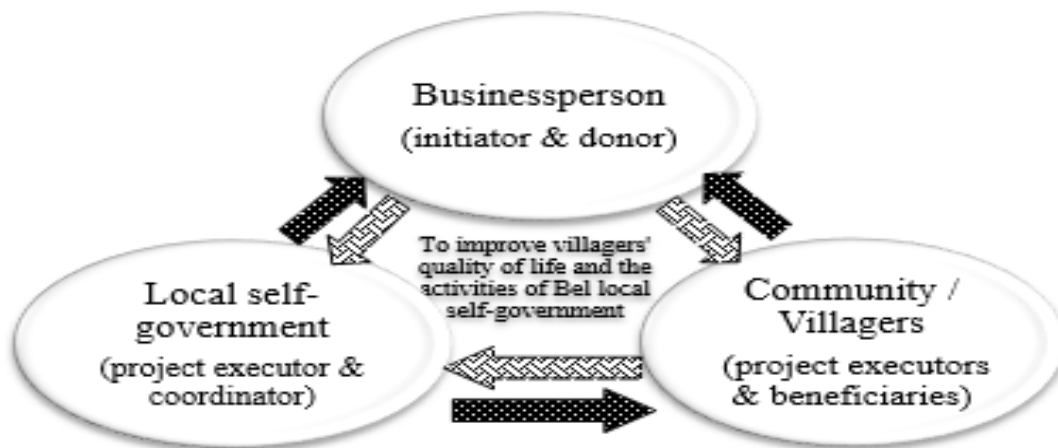 Businessperson
(initiator & donor)
To improve villagers'
quality of life and the
activities of Bel local
self-government
Local self-
government
(project executor &
coordinator)
Community /
Villagers
(project executors
& beneficiaries)